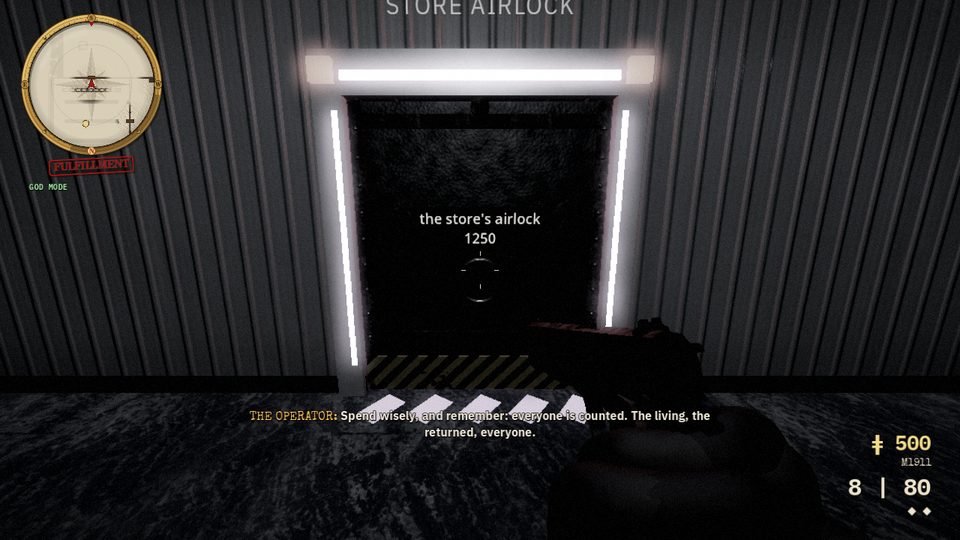 STORE AIRLOCK
FULFILLMENT
GOD MODE
the store's airlock
1250
THE OPERATOR: Spend wisely, and remember: everyone is counted. The living, the
returned, everyone.
500
M1911
8 | 80